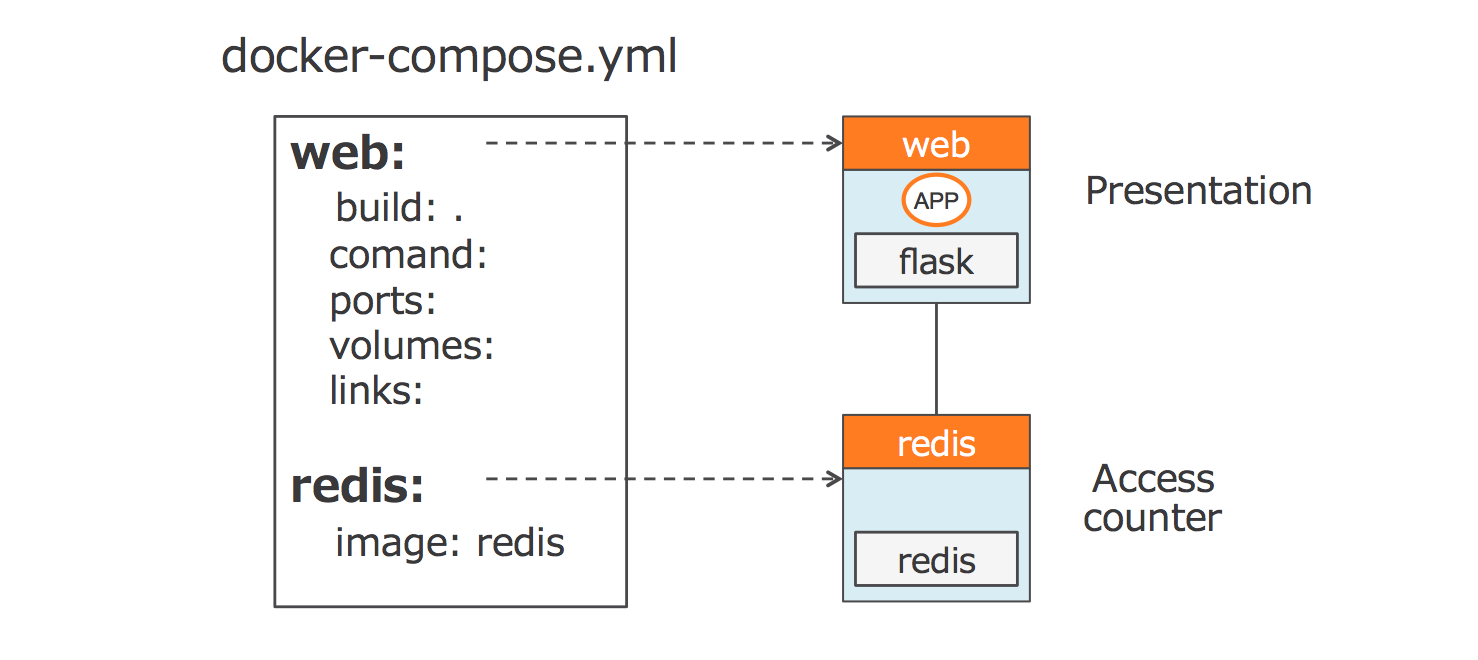 docker-compose.yml
web:
build: .
comand:
ports:
volumes:
links:
redis:
image: redis
web
APP
flask
Presentation
redis
redis
Access
counter